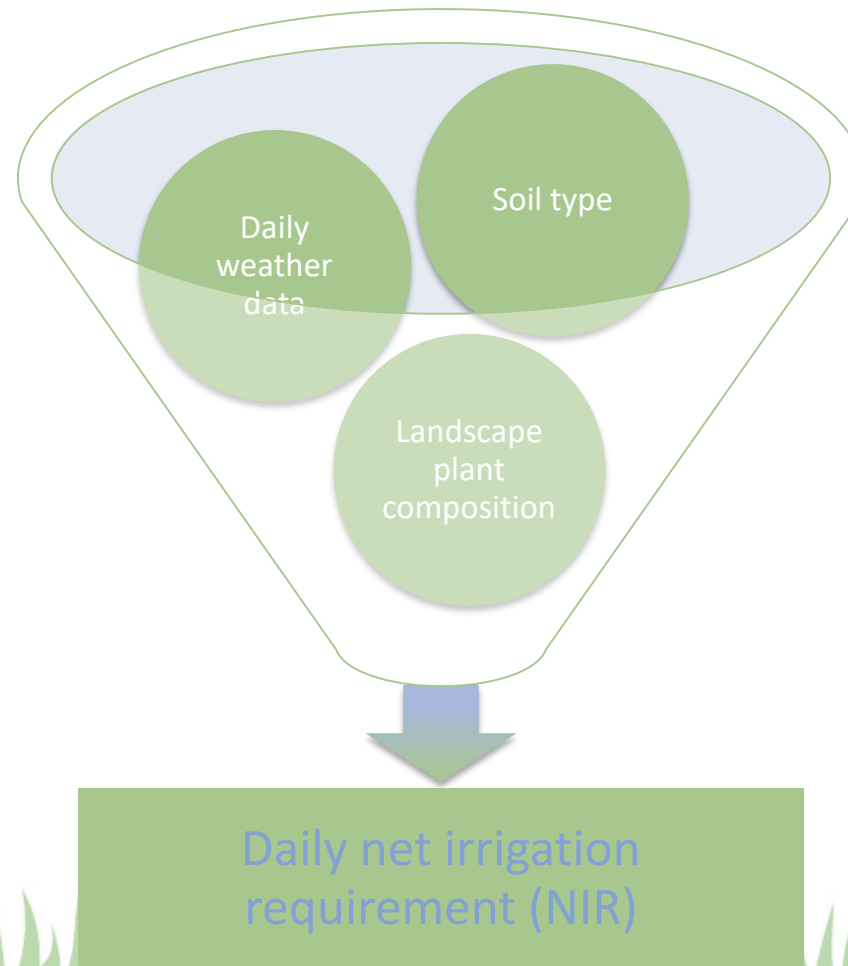 Soil type
Daily
weather
data
Landscape
plant
composition
Daily net irrigation
requirement (NIR)